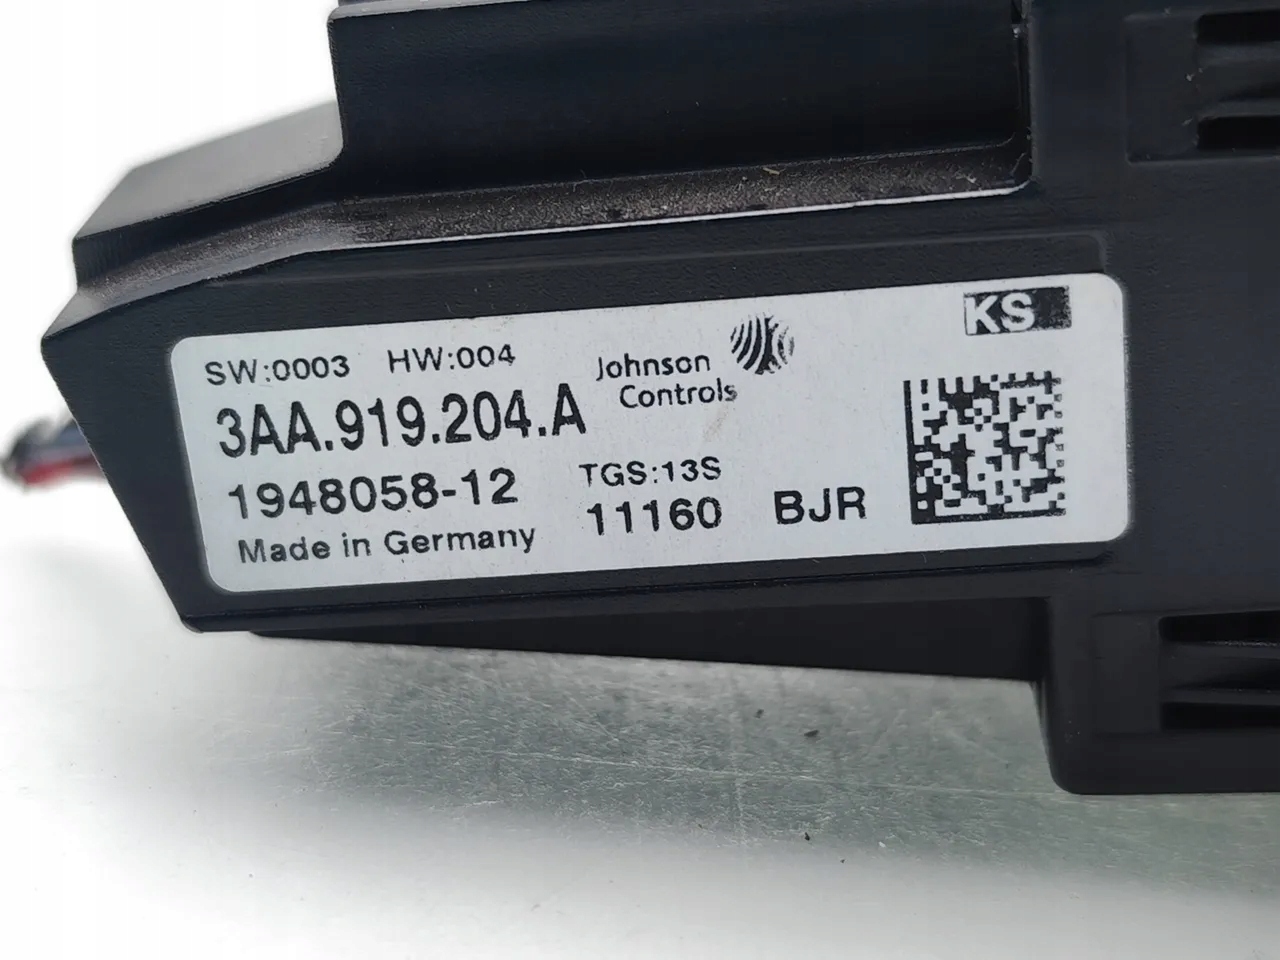 KS
SW:0003 HW:004
Johnson
Controls
3AA.919.204.A
1948058-12
TGS:13S
11160 BJR
Made in Germany